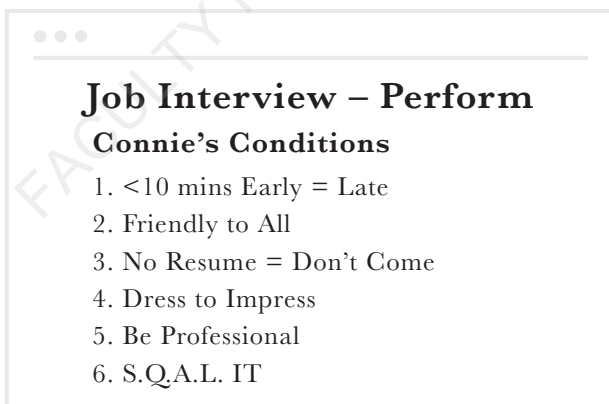 Job Interview – Perform
Connie's Conditions
1. <10 mins Early = Late
2. Friendly to All
3. No Resume = Don't Come
4. Dress to Impress
5. Be Professional
6. S.Q.A.L. IT
FACULTY